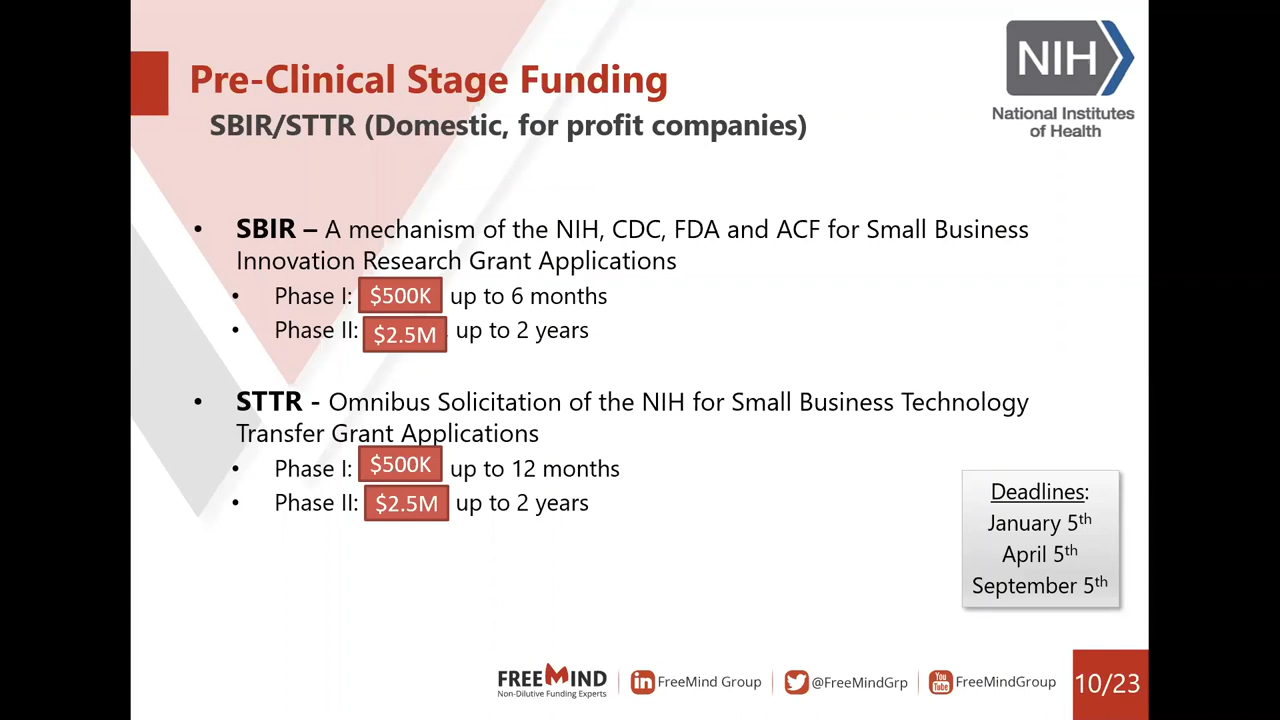 Pre-Clinical Stage Funding
SBIR/STTR (Domestic, for profit companies)
NIH
National Institutes
of Health
• SBIR – A mechanism of the NIH, CDC, FDA and ACF for Small Business
Innovation Research Grant Applications
• Phase I: $500K up to 6 months
• Phase II: $2.5M up to 2 years
• STTR - Omnibus Solicitation of the NIH for Small Business Technology
Transfer Grant Applications
• Phase I: $500K up to 12 months
• Phase II: $2.5M up to 2 years
Deadlines:
January 5th
April 5th
September 5th
FREEMIND
Non-Dilutive Funding Experts
in FreeMind Group
@FreeMindGrp
You Tube FreeMindGroup
10/23